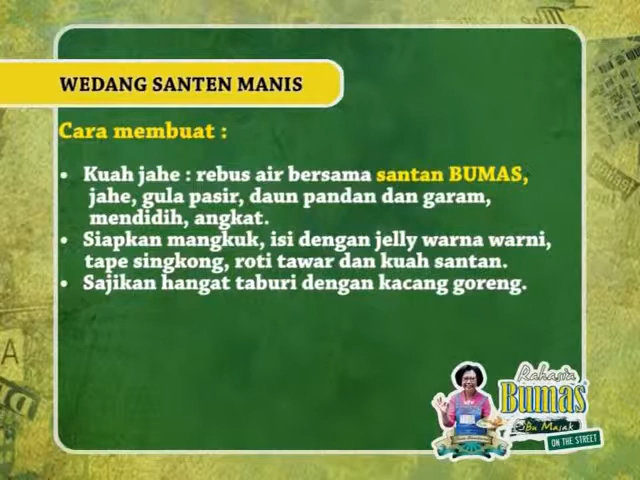 WEDANG SANTEN MANIS
Cara membuat :
• Kuah jahe : rebus air bersama santan BUMAS,
jahe, gula pasir, daun pandan dan garam,
mendidih, angkat.
• Siapkan mangkuk, isi dengan jelly warna warni,
tape singkong, roti tawar dan kuah santan.
• Sajikan hangat taburi dengan kacang goreng.
Rahasia
Bumas
Bu Masak
ON THE STREET